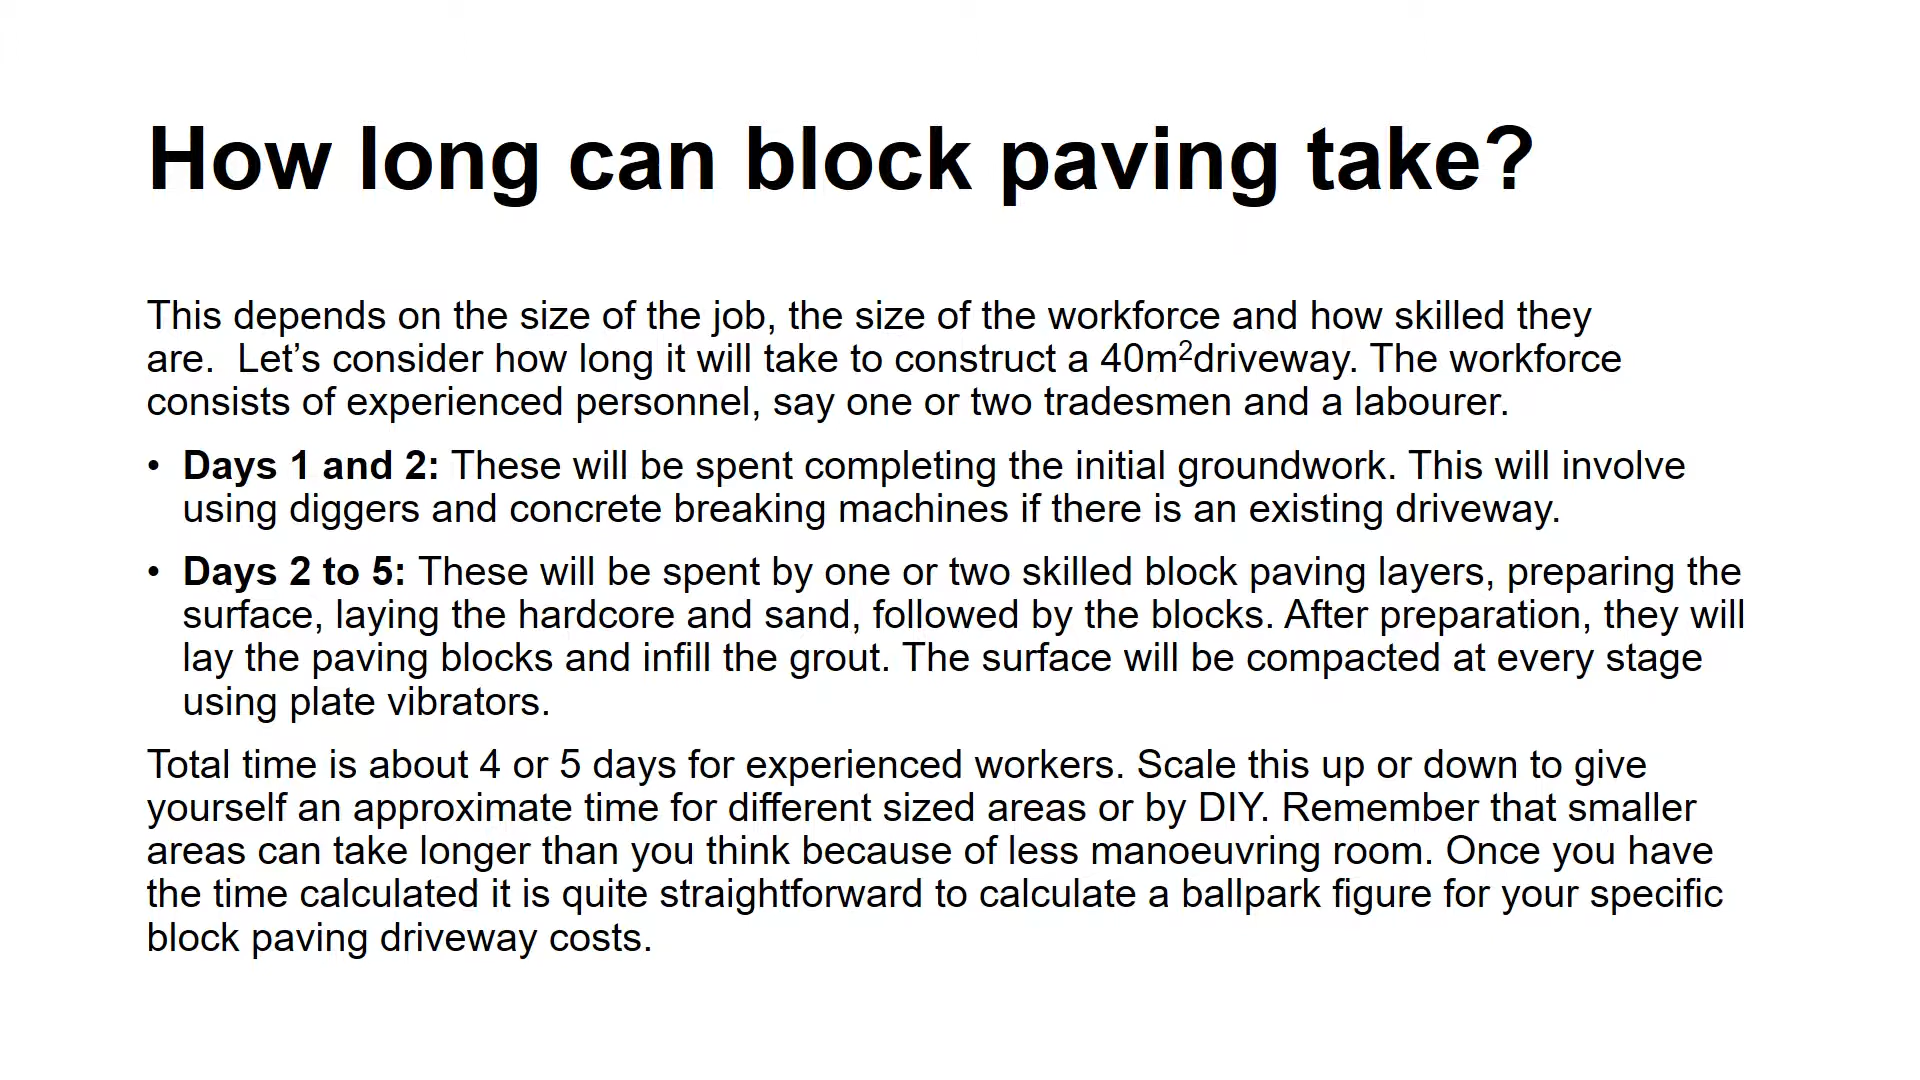 How long can block paving take?
This depends on the size of the job, the size of the workforce and how skilled they
are.  Let’s consider how long it will take to construct a 40m²driveway. The workforce
consists of experienced personnel, say one or two tradesmen and a labourer.
• Days 1 and 2: These will be spent completing the initial groundwork. This will involve
using diggers and concrete breaking machines if there is an existing driveway.
• Days 2 to 5: These will be spent by one or two skilled block paving layers, preparing the
surface, laying the hardcore and sand, followed by the blocks. After preparation, they will
lay the paving blocks and infill the grout. The surface will be compacted at every stage
using plate vibrators.
Total time is about 4 or 5 days for experienced workers. Scale this up or down to give
yourself an approximate time for different sized areas or by DIY. Remember that smaller
areas can take longer than you think because of less manoeuvring room. Once you have
the time calculated it is quite straightforward to calculate a ballpark figure for your specific
block paving driveway costs.